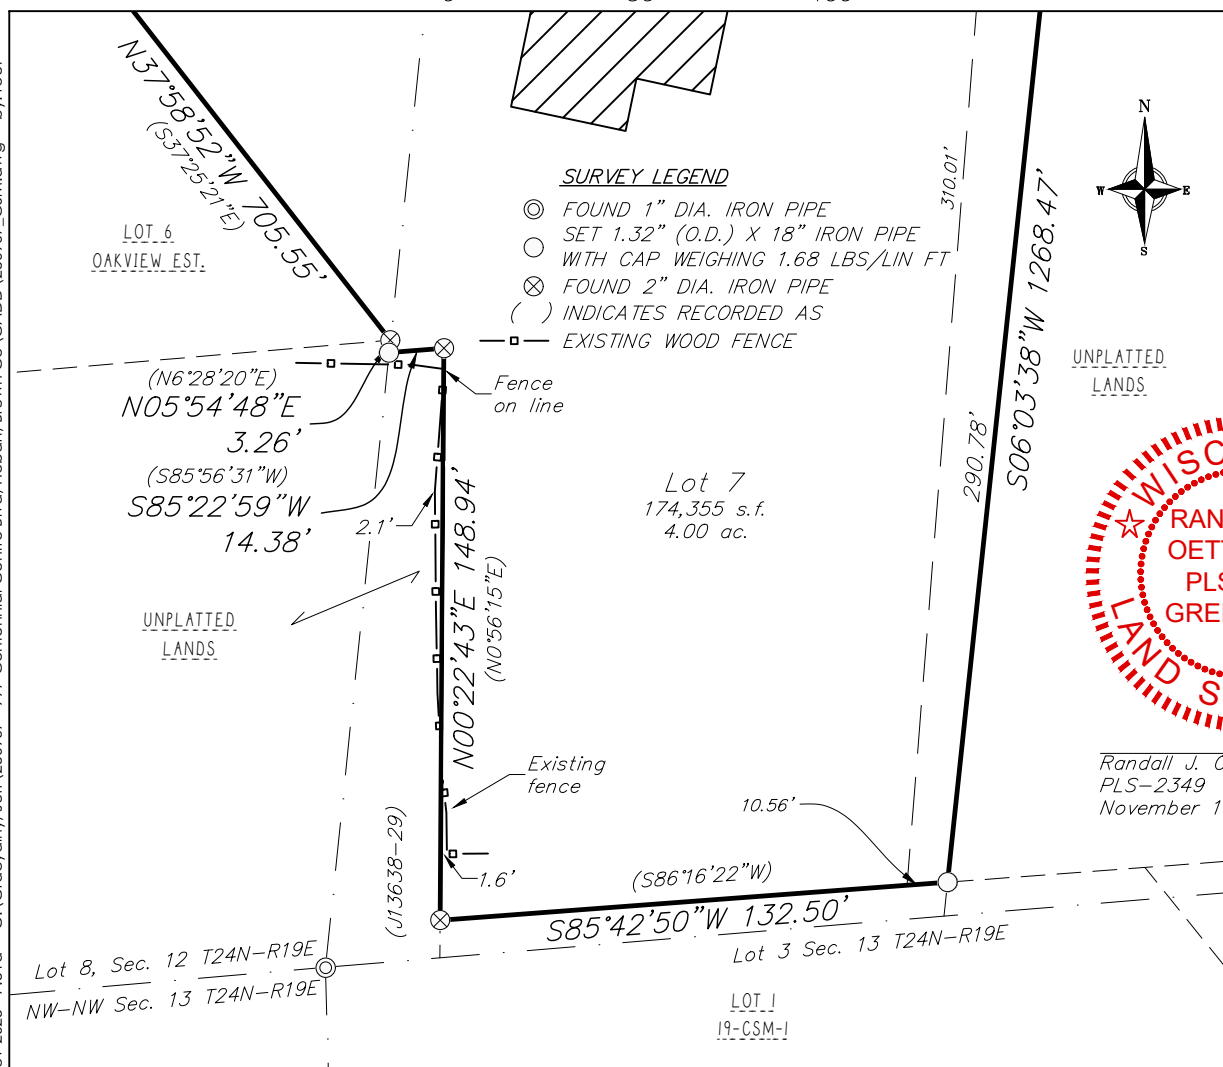 N37°58'52"W 705.55'
(S37°25'21"E)
LOT 6
OAKVIEW EST.
SURVEY LEGEND
FOUND 1" DIA. IRON PIPE
SET 1.32" (O.D.) X 18" IRON PIPE
WITH CAP WEIGHING 1.68 LBS/LIN FT
FOUND 2" DIA. IRON PIPE
( ) INDICATES RECORDED AS
EXISTING WOOD FENCE
310.01'
290.78'
S06°03'38"W 1268.47'
N
W
E
S
UNPLATTED
LANDS
(N6°28'20"E)
N05°54'48"E
3.26'
(S85°56'31"W)
S85°22'59"W
14.38'
Fence
on line
2.1'
UNPLATTED
LANDS
N00°22'43"E 148.94'
(N0°56'15"E)
Lot 7
174,355 s.f.
4.00 ac.
Existing
fence
1.6'
(J13638-29)
10.56'
(S86°16'22"W)
S85°42'50"W 132.50'
Lot 8, Sec. 12 T24N-R19E
NW-NW Sec. 13 T24N-R19E
Lot 3 Sec. 13 T24N-R19E
LOT 1
19-CSM-1
WISC
RAN
OET
PLS
GREE
LAND S
Randall J. O
PLS-2349
November 1